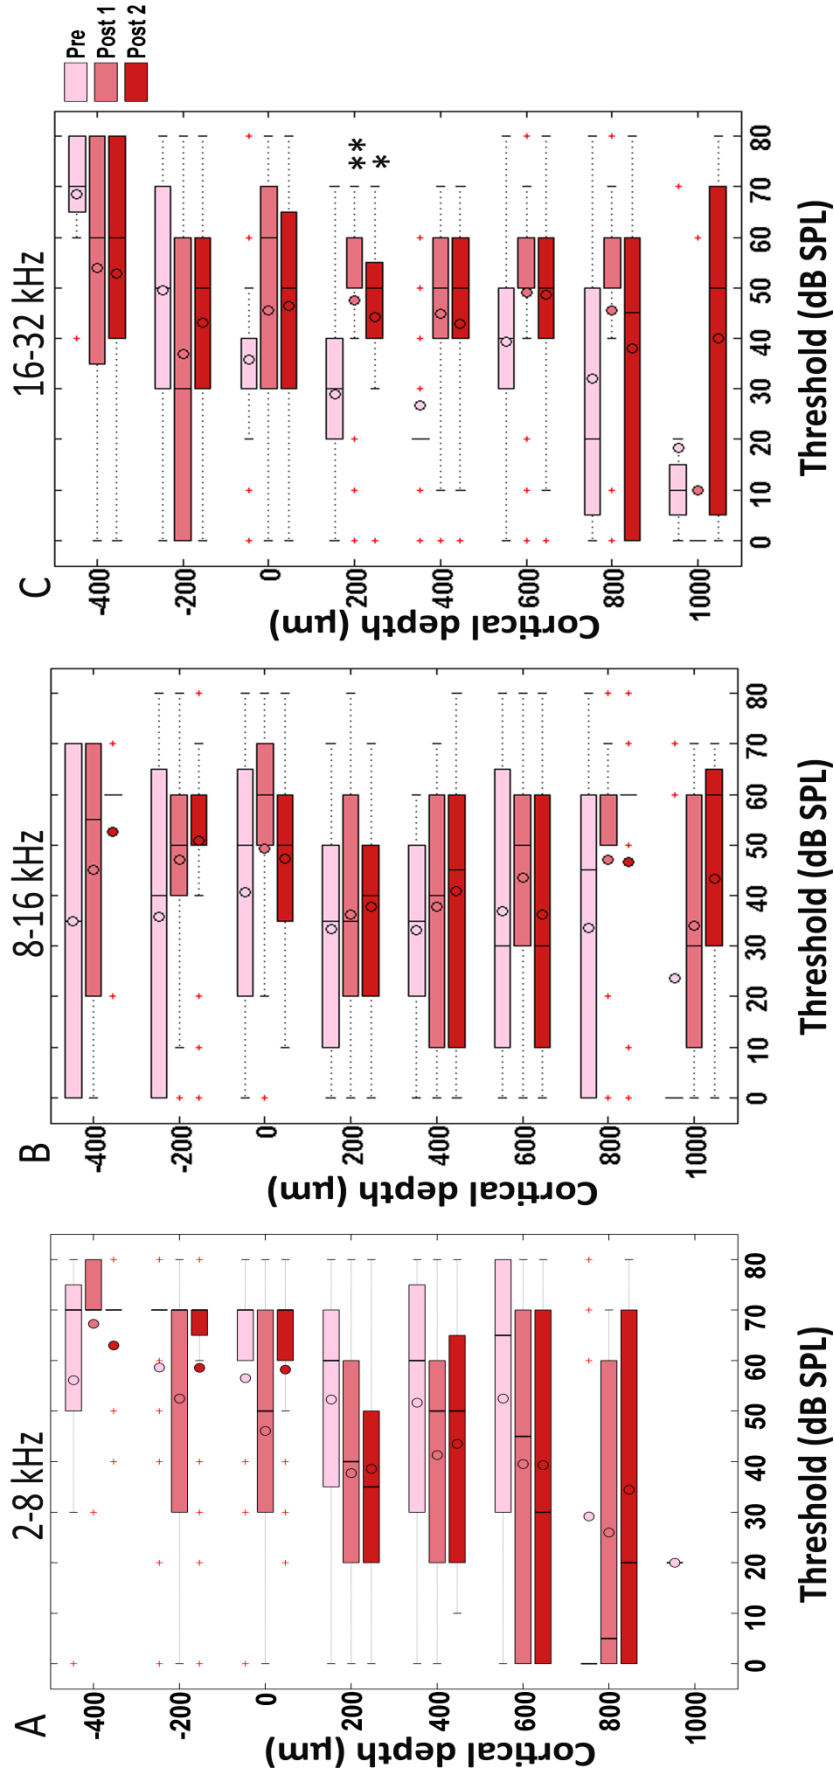 A
2-8 kHz
Cortical depth (µm)
-400
-200
0
200
400
600
800
1000
0 10 20 30 40 50 60 70 80
Threshold (dB SPL)
B
8-16 kHz
Cortical depth (µm)
-400
-200
0
200
400
600
800
1000
0 10 20 30 40 50 60 70 80
Threshold (dB SPL)
C
16-32 kHz
Pre
Post 1
Post 2
Cortical depth (µm)
-400
-200
0
200
**
*
400
600
800
1000
0 10 20 30 40 50 60 70 80
Threshold (dB SPL)